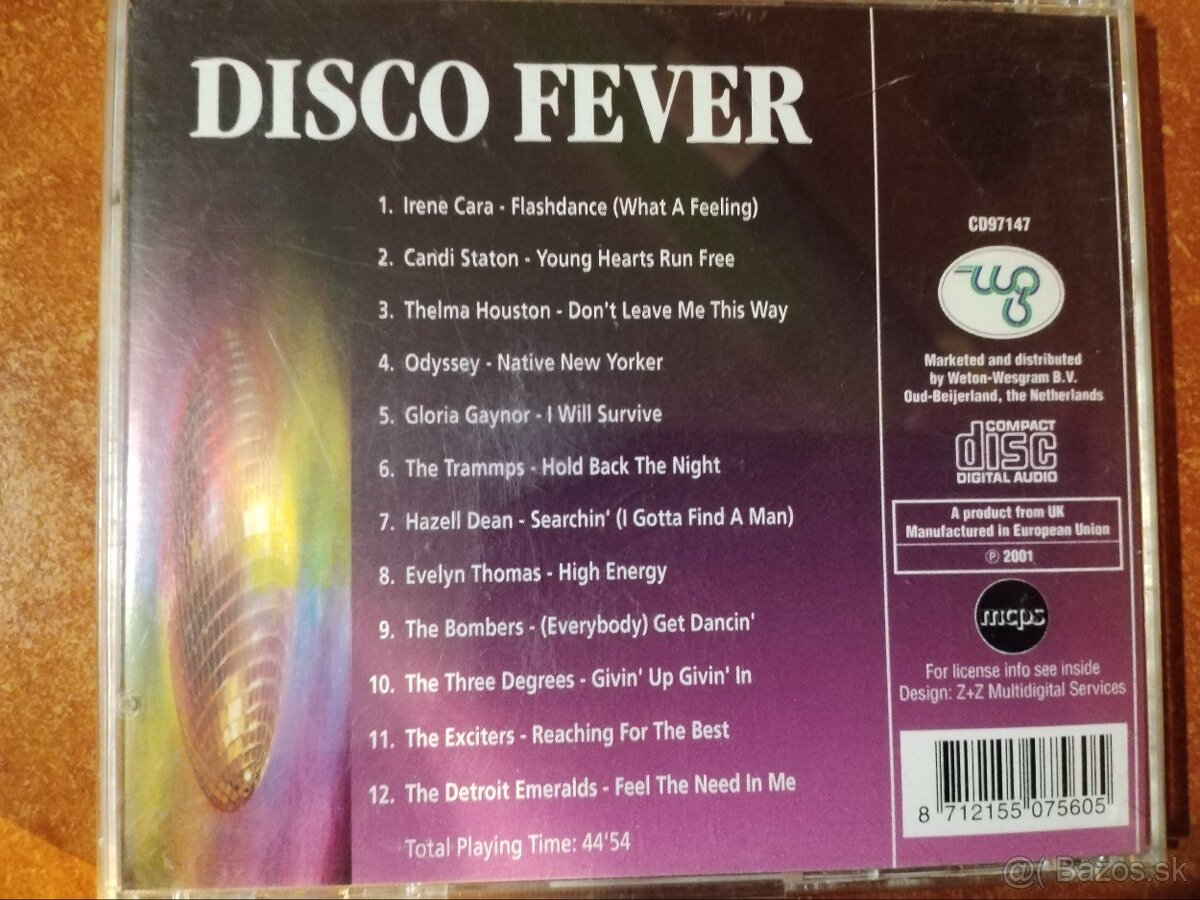 DISCO FEVER
1. Irene Cara - Flashdance (What A Feeling)
2. Candi Staton - Young Hearts Run Free
3. Thelma Houston - Don't Leave Me This Way
4. Odyssey - Native New Yorker
5. Gloria Gaynor - I Will Survive
6. The Trammps - Hold Back The Night
7. Hazell Dean - Searchin' (I Gotta Find A Man)
8. Evelyn Thomas - High Energy
9. The Bombers - (Everybody) Get Dancin'
10. The Three Degrees - Givin' Up Givin' In
11. The Exciters - Reaching For The Best
12. The Detroit Emeralds - Feel The Need In Me
Total Playing Time: 44'54
CD97147
Marketed and distributed
by Weton-Wesgram B.V.
Oud-Beijerland, the Netherlands
COMPACT
disc
DIGITAL AUDIO
A product from UK
Manufactured in European Union
℗ 2001
mcps
For license info see inside
Design: Z+Z Multidigital Services
8 712155 075605
@( Bazos.sk